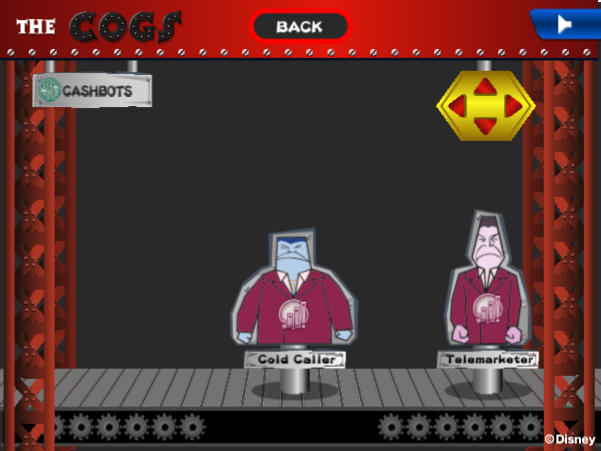 THE COGS
BACK
CASHBOTS
Cold Caller
Telemarketer
©Disney